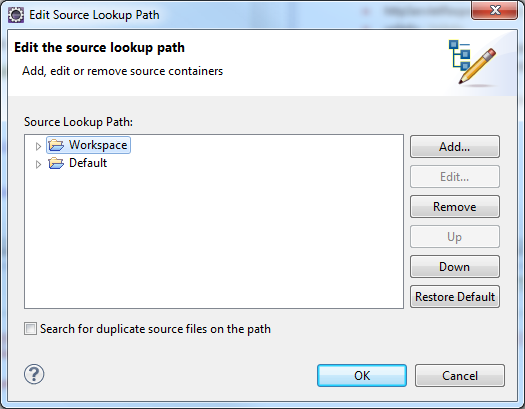 Edit Source Lookup Path
Edit the source lookup path
Add, edit or remove source containers
Source Lookup Path:
Workspace
Default
Add...
Edit...
Remove
Up
Down
Restore Default
Search for duplicate source files on the path
?
OK
Cancel